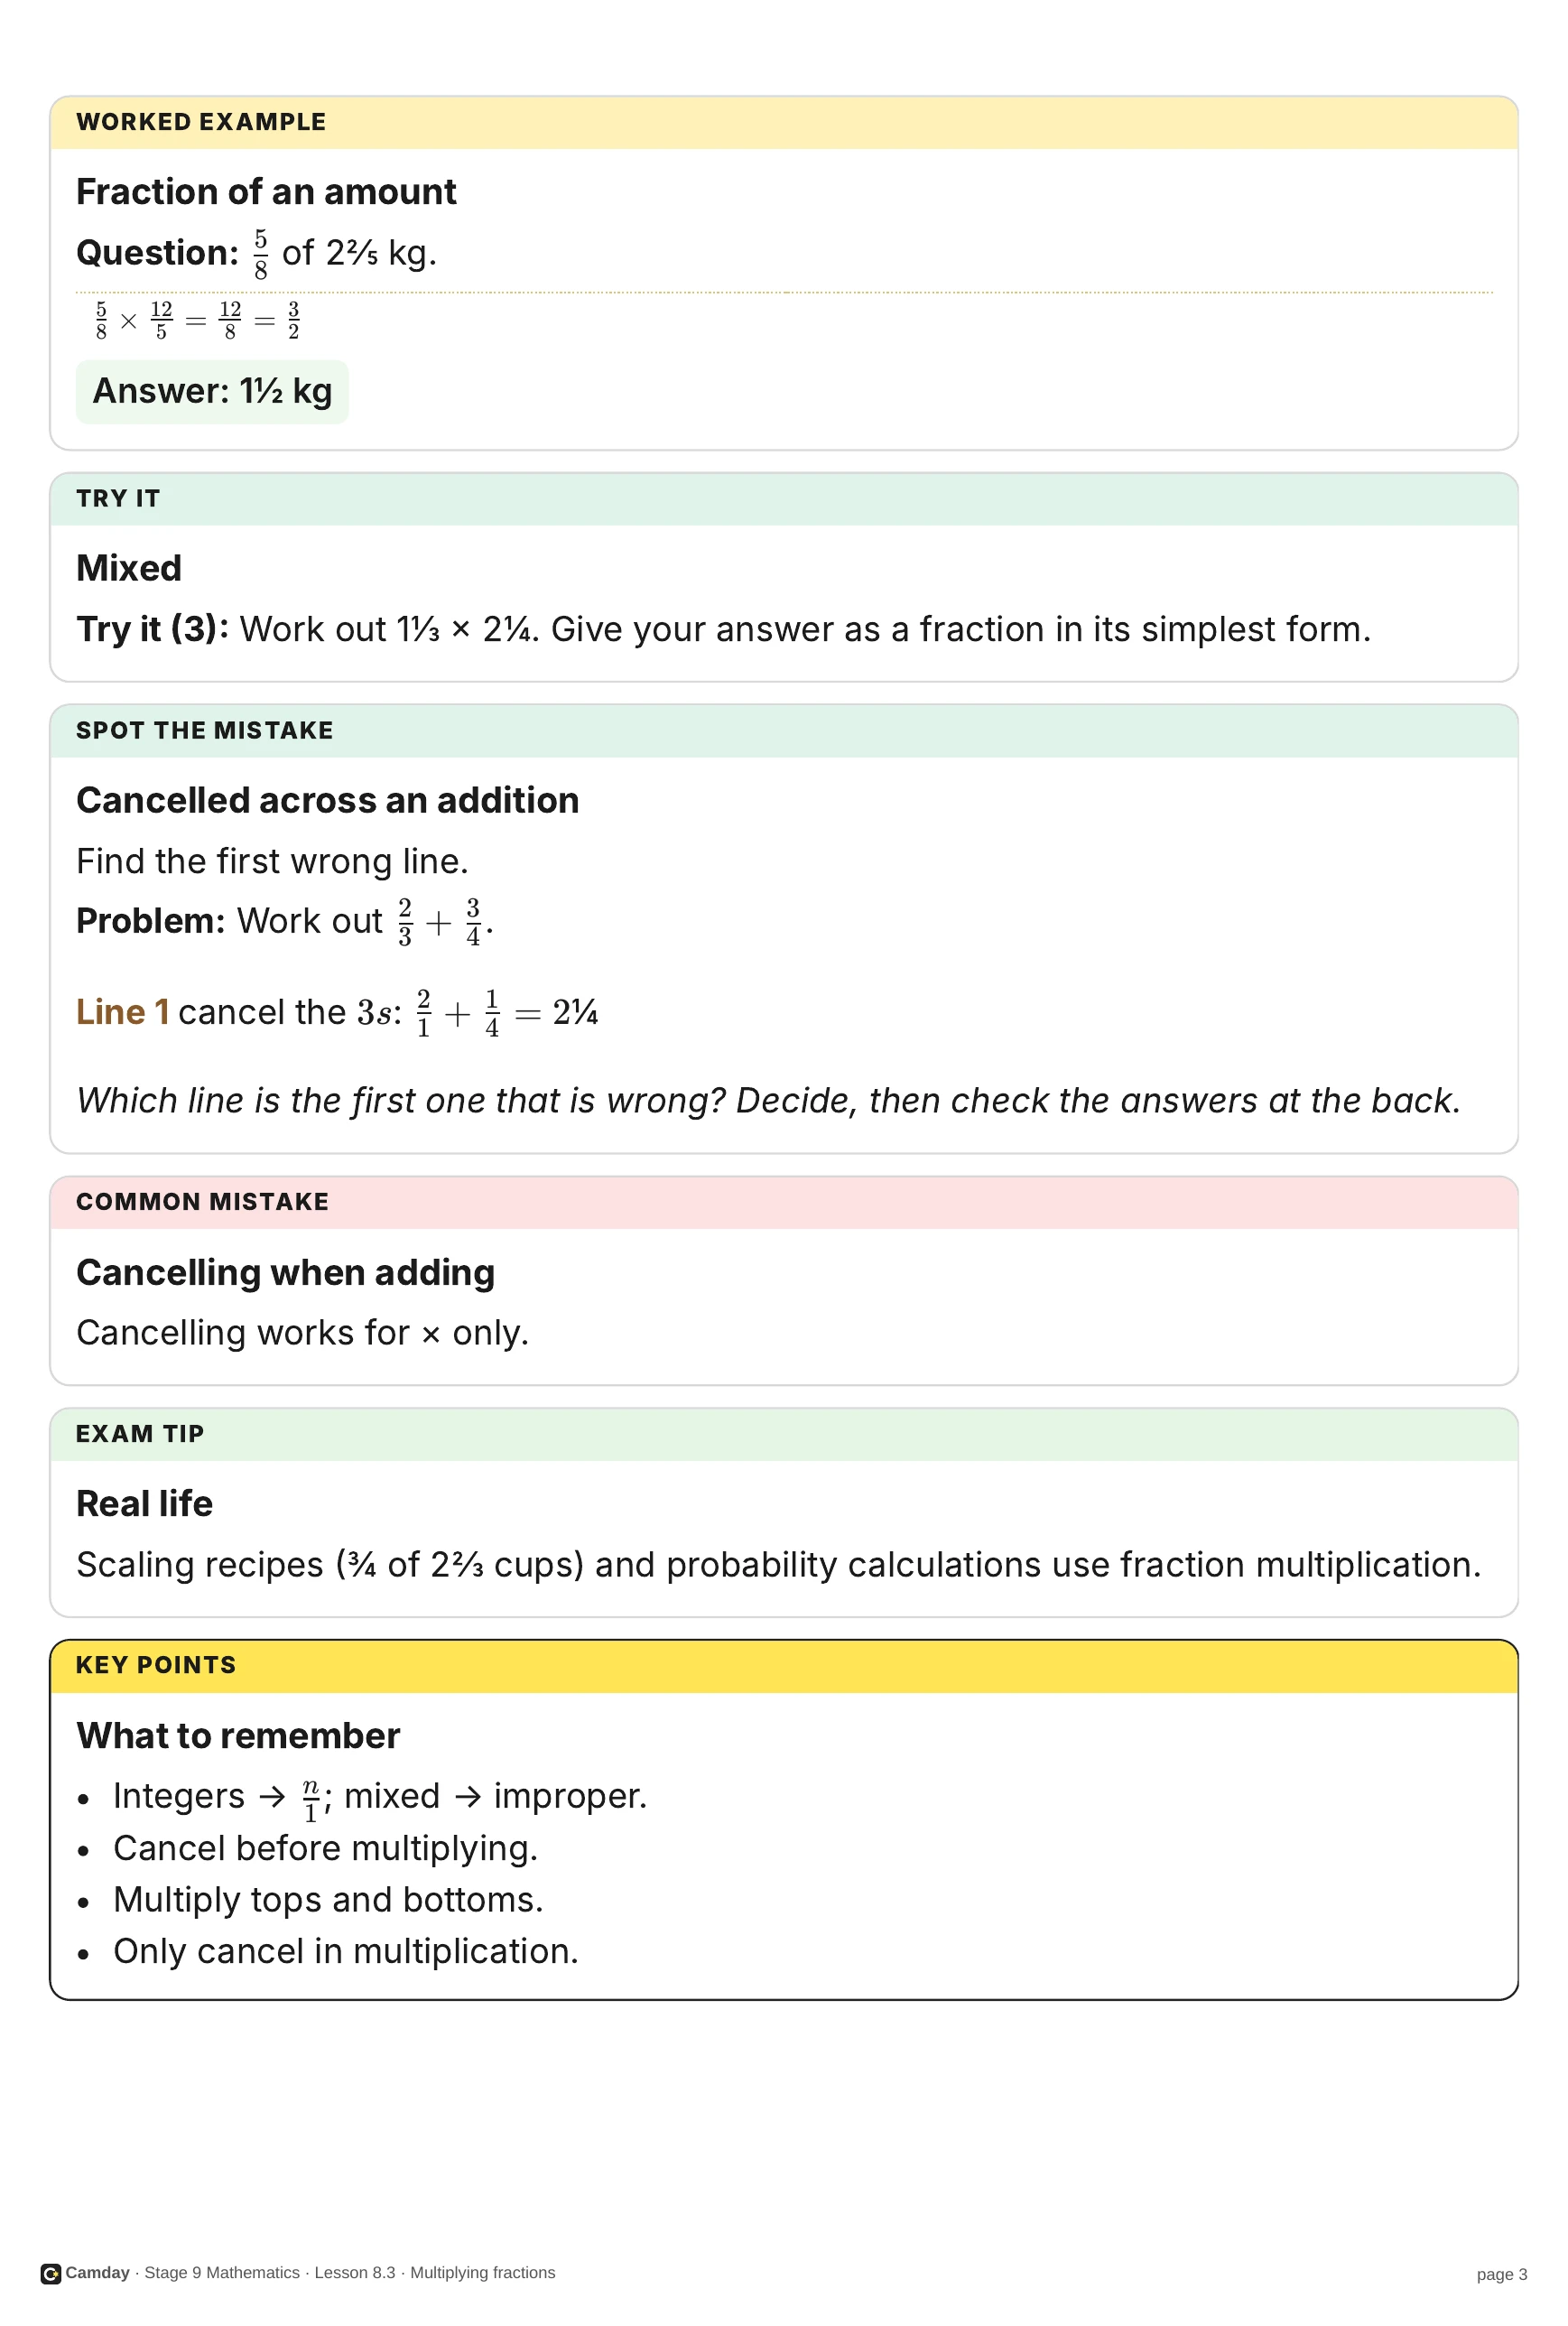 WORKED EXAMPLE
Fraction of an amount
Question: 5/8 of 2⅖ kg.
5/8 × 12/5 = 12/8 = 3/2
Answer: 1½ kg
TRY IT
Mixed
Try it (3): Work out 1⅓ × 2¼. Give your answer as a fraction in its simplest form.
SPOT THE MISTAKE
Cancelled across an addition
Find the first wrong line.
Problem: Work out 2/3 + 3/4.
Line 1 cancel the 3s: 2/1 + 1/4 = 2¼
Which line is the first one that is wrong? Decide, then check the answers at the back.
COMMON MISTAKE
Cancelling when adding
Cancelling works for × only.
EXAM TIP
Real life
Scaling recipes (¾ of 2⅔ cups) and probability calculations use fraction multiplication.
KEY POINTS
What to remember
• Integers → n/1; mixed → improper.
• Cancel before multiplying.
• Multiply tops and bottoms.
• Only cancel in multiplication.
Camday · Stage 9 Mathematics · Lesson 8.3 · Multiplying fractions page 3